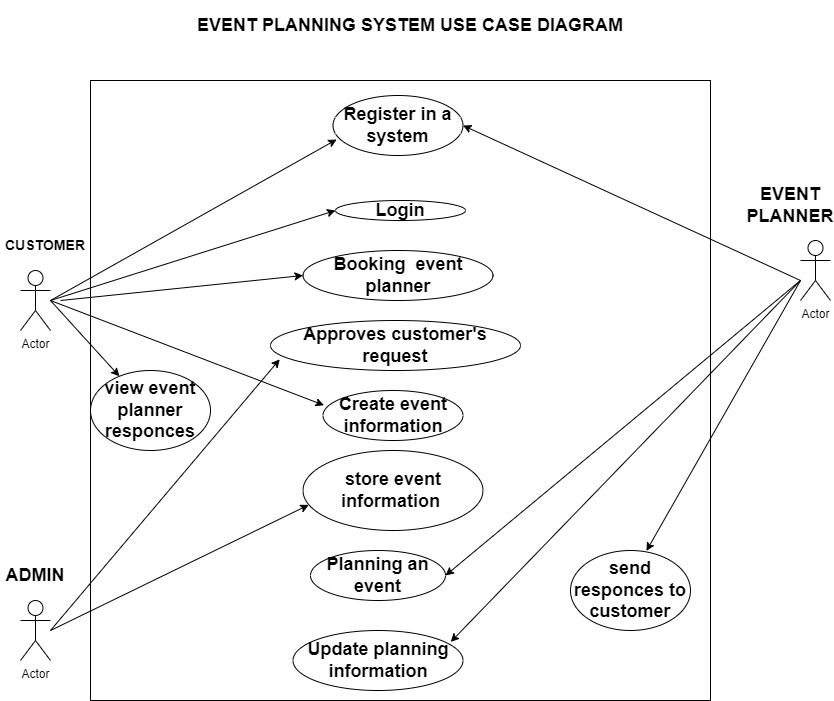 EVENT PLANNING SYSTEM USE CASE DIAGRAM
Register in a
system
EVENT
PLANNER
Login
CUSTOMER
Booking event
planner
Actor
Approves customer's
request
Actor
view event
planner
responces
Create event
information
store event
information
ADMIN
Planning an
event
send
responces to
customer
Actor
Update planning
information